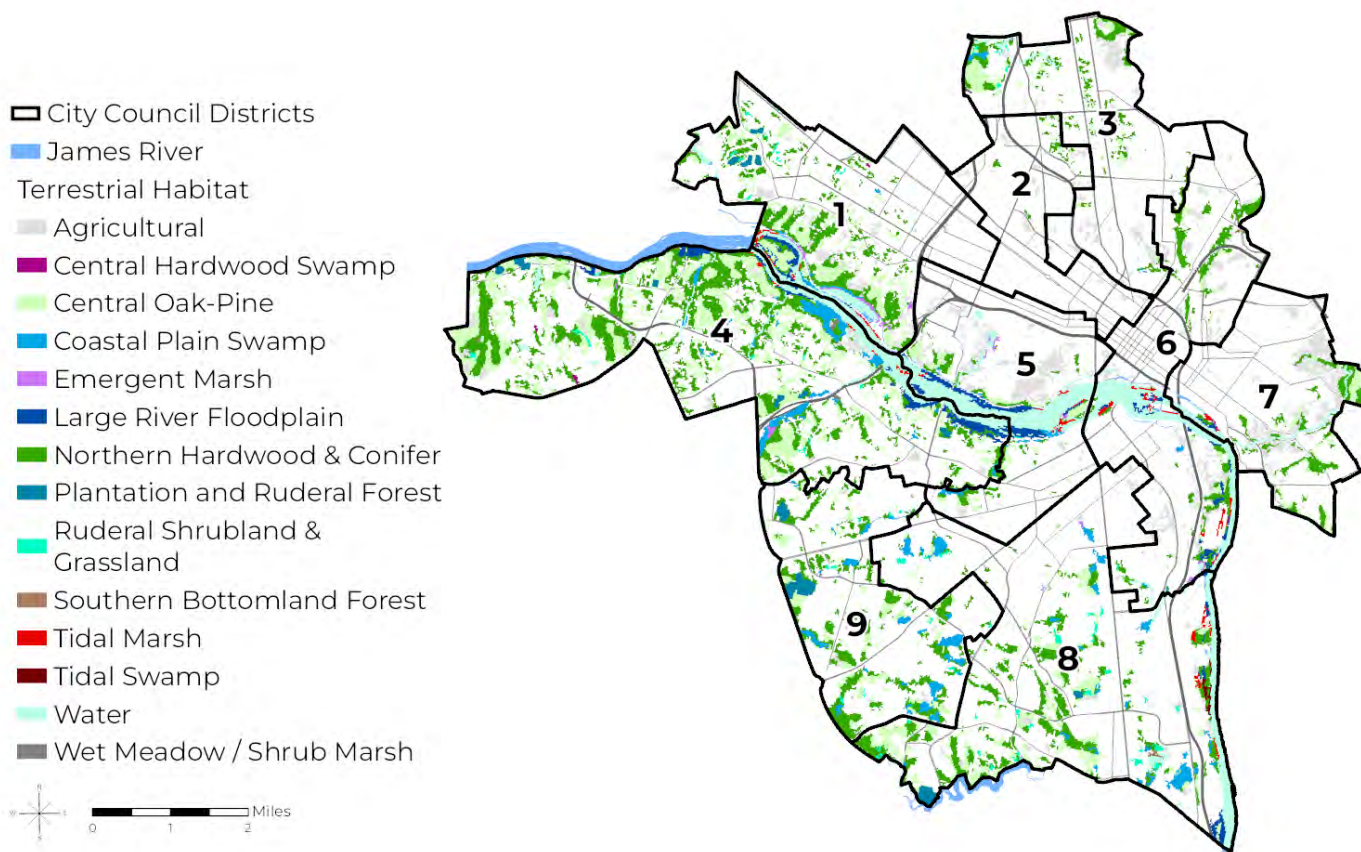 City Council Districts
James River
Terrestrial Habitat
Agricultural
Central Hardwood Swamp
Central Oak-Pine
Coastal Plain Swamp
Emergent Marsh
Large River Floodplain
Northern Hardwood & Conifer
Plantation and Ruderal Forest
Ruderal Shrubland &
Grassland
Southern Bottomland Forest
Tidal Marsh
Tidal Swamp
Water
Wet Meadow / Shrub Marsh
N
W
E
S
Miles
0 1 2
3
2
1
4
5
6
7
9
8